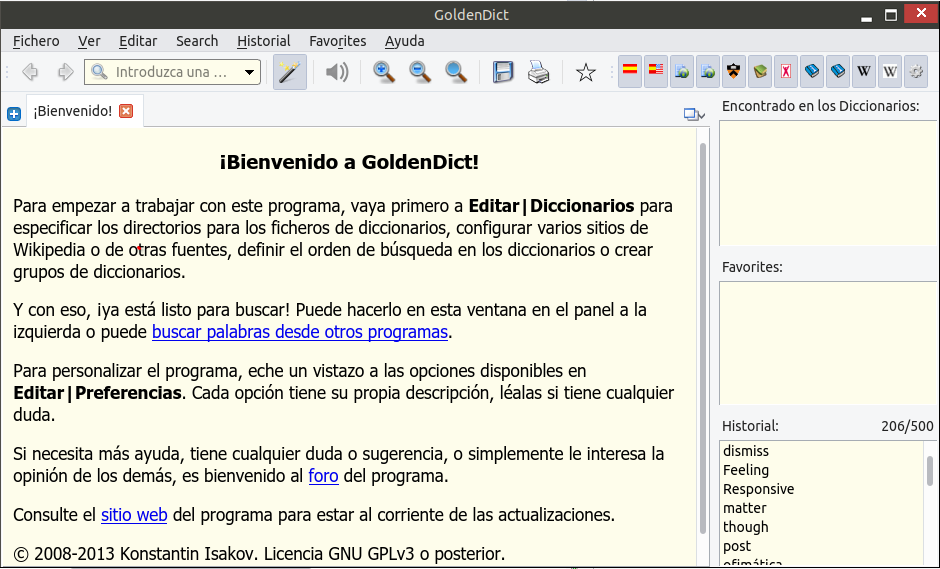 GoldenDict
Fichero Ver Editar Search Historial Favorites Ayuda
Introduzca una ...
W W
¡Bienvenido!
¡Bienvenido a GoldenDict!
Para empezar a trabajar con este programa, vaya primero a Editar|Diccionarios para
especificar los directorios para los ficheros de diccionarios, configurar varios sitios de
Wikipedia o de otras fuentes, definir el orden de búsqueda en los diccionarios o crear
grupos de diccionarios.
Y con eso, ¡ya está listo para buscar! Puede hacerlo en esta ventana en el panel a la
izquierda o puede buscar palabras desde otros programas.
Para personalizar el programa, eche un vistazo a las opciones disponibles en
Editar|Preferencias. Cada opción tiene su propia descripción, léalas si tiene cualquier
duda.
Si necesita más ayuda, tiene cualquier duda o sugerencia, o simplemente le interesa la
opinión de los demás, es bienvenido al foro del programa.
Consulte el sitio web del programa para estar al corriente de las actualizaciones.
© 2008-2013 Konstantin Isakov. Licencia GNU GPLv3 o posterior.
Encontrado en los Diccionarios:
Favorites:
Historial: 206/500
dismiss
Feeling
Responsive
matter
though
post
ofimática